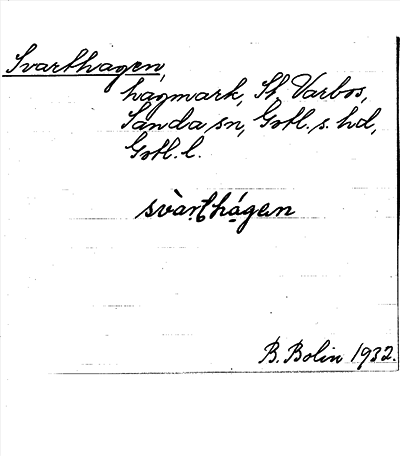 Svarthagen,
hagmark, St. Varbos,
Sanda sn, Gotl. s. hd,
Gotl. l.
svàrthágen
B. Bolin 1932.